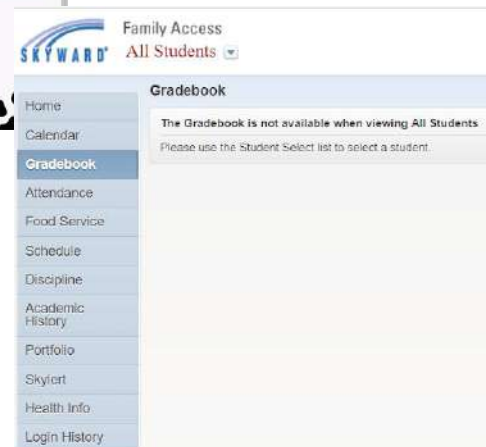 Family Access
SKYWARD® All Students
Gradebook
Home
The Gradebook is not available when viewing All Students
Please use the Student Select list to select a student.
Calendar
Gradebook
Attendance
Food Service
Schedule
Discipline
Academic
History
Portfolio
Skylert
Health Info
Login History